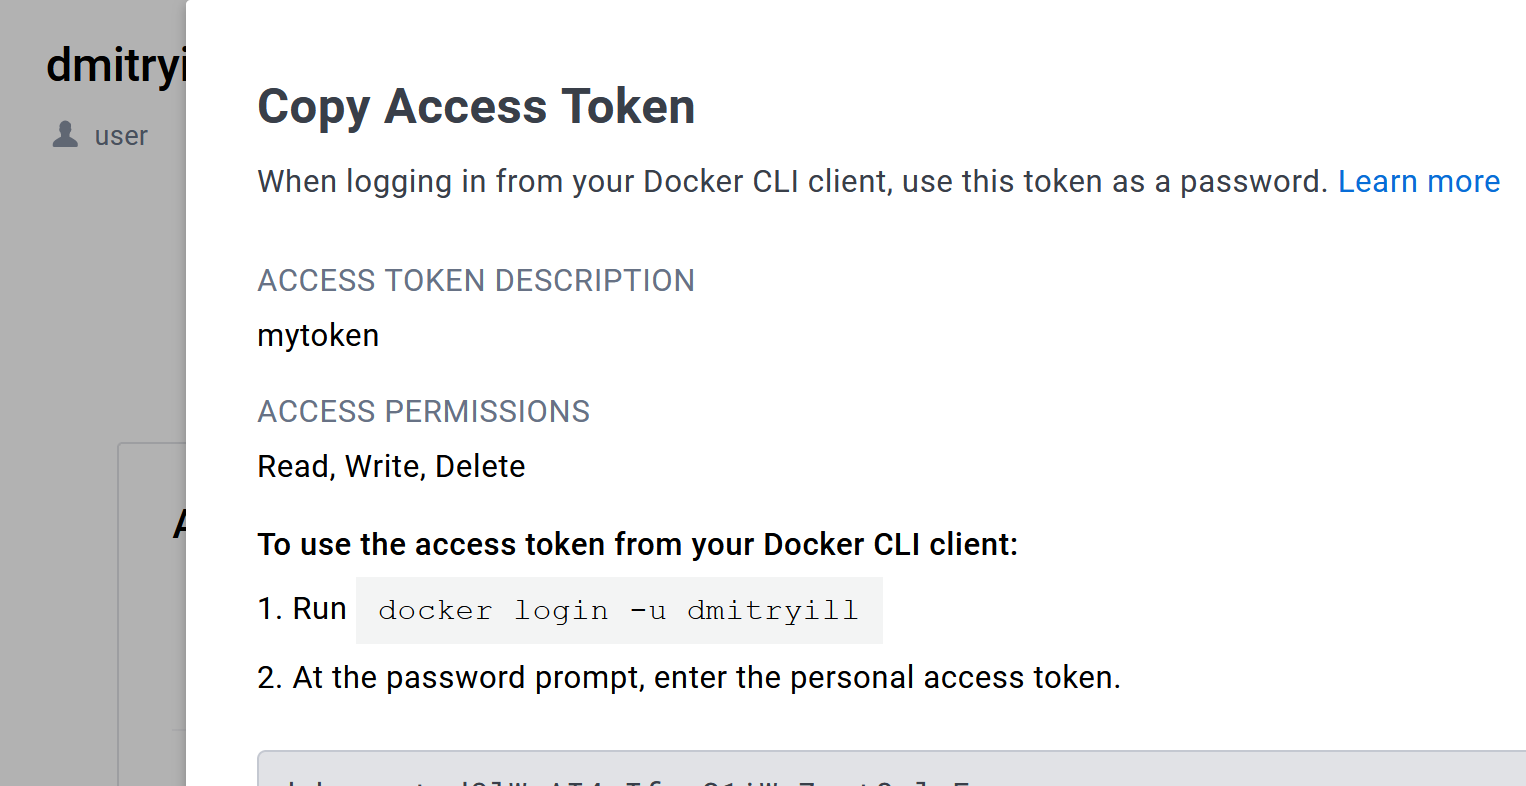 dmitryi
user
Copy Access Token
When logging in from your Docker CLI client, use this token as a password. Learn more
ACCESS TOKEN DESCRIPTION
mytoken
ACCESS PERMISSIONS
Read, Write, Delete
A
To use the access token from your Docker CLI client:
1. Run docker login -u dmitryill
2. At the password prompt, enter the personal access token.